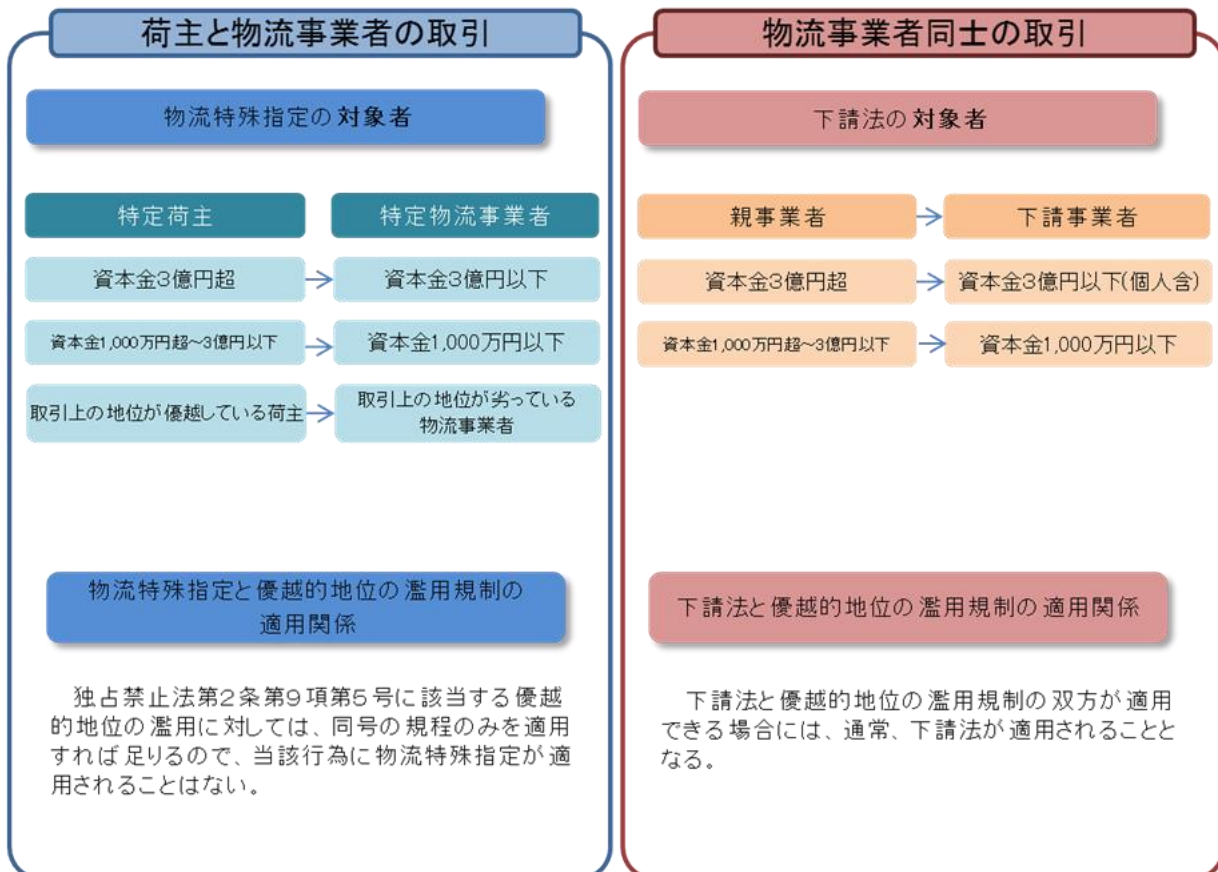 荷主と物流事業者の取引
物流特殊指定の対象者
特定荷主
特定物流事業者
資本金3億円超
資本金3億円以下
資本金1,000万円超~3億円以下
資本金1,000万円以下
取引上の地位が優越している荷主
取引上の地位が劣っている
物流事業者
物流特殊指定と優越的地位の濫用規制の
適用関係
独占禁止法第2条第9項第5号に該当する優越
的地位の濫用に対しては、同号の規程のみを適用
すれば足りるので、当該行為に物流特殊指定が適
用されることはない。
物流事業者同士の取引
下請法の対象者
親事業者
下請事業者
資本金3億円超
資本金3億円以下(個人含)
資本金1,000万円超~3億円以下
資本金1,000万円以下
下請法と優越的地位の濫用規制の適用関係
下請法と優越的地位の濫用規制の双方が適用
できる場合には、通常、下請法が適用されることと
なる。